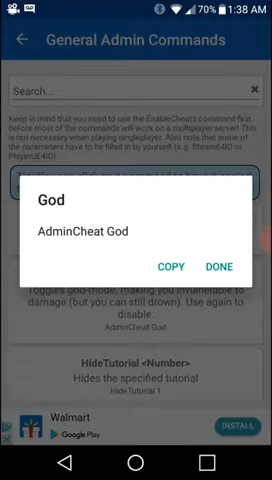 70% 1:38 AM
General Admin Commands
Search....
Keep in mind that you need to use the EnableCheats command first
before most of the commands will work on a multiplayer server! This
is not necessary when playing singleplayer. Also note that some of
the parameters have to be filled in by yourself (e.g. Steam64ID or
PlayerUE4ID)
God
AdminCheat God
COPY DONE
Toggles god-mode, making you invulnerable to
damage (but you can still drown). Use again to
disable.
AdminCheat God
HideTutorial <Number>
Hides the specified tutorial
HideTutorial 1
Walmart
Google Play
INSTALL